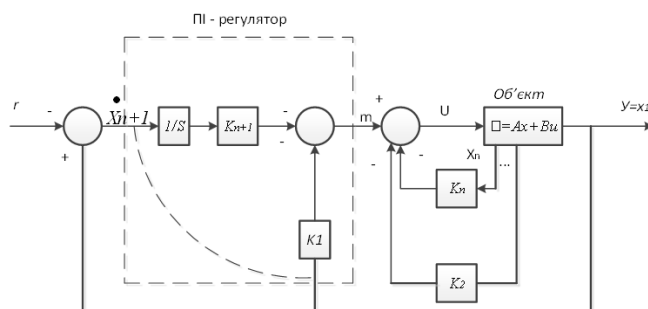 ПІ - регулятор
Об'єкт
r
-
+
Xn+1
1/S
Kn+1
-
-
m
+
-
-
U
□=Ax+Bu
У=x1
Xn
...
Kn
K1
K2